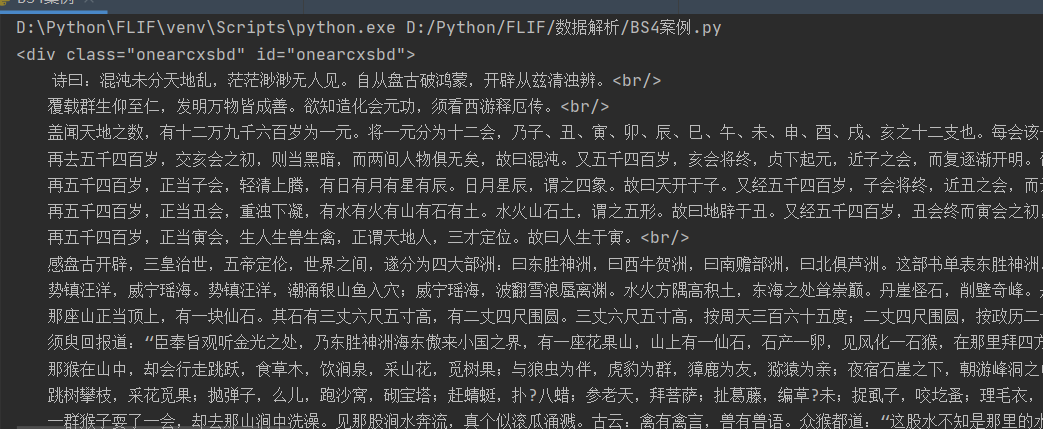 BS4案例
D:\Python\FLIF\venv\Scripts\python.exe D:/Python/FLIF/数据解析/BS4案例.py
<div class="onearcxsbd" id="onearcxsbd">
诗曰：混沌未分天地乱，茫茫渺渺无人见。自从盘古破鸿蒙，开辟从兹清浊辨。<br/>
覆载群生仰至仁，发明万物皆成善。欲知造化会元功，须看西游释厄传。<br/>
盖闻天地之数，有十二万九千六百岁为一元。将一元分为十二会，乃子、丑、寅、卯、辰、巳、午、未、申、酉、戌、亥之十二支也。每会该一
再去五千四百岁，交亥会之初，则当黑暗，而两间人物俱无矣，故曰混沌。又五千四百岁，亥会将终，贞下起元，近子之会，而复逐渐开明。
再五千四百岁，正当子会，轻清上腾，有日有月有星有辰。日月星辰，谓之四象。故曰天开于子。又经五千四百岁，子会将终，近丑之会，而
再五千四百岁，正当丑会，重浊下凝，有水有火有山有石有土。水火山石土，谓之五形。故曰地辟于丑。又经五千四百岁，丑会终而寅会之初，
再五千四百岁，正当寅会，生人生兽生禽，正谓天地人，三才定位。故曰人生于寅。<br/>
感盘古开辟，三皇治世，五帝定伦，世界之间，遂分为四大部洲：曰东胜神洲，曰西牛贺洲，曰南赡部洲，曰北俱芦洲。这部书单表东胜神洲。
势镇汪洋，威宁瑶海。势镇汪洋，潮涌银山鱼入穴；威宁瑶海，波翻雪浪蜃离渊。水火方隅高积土，东海之处耸崇巅。丹崖怪石，削壁奇峰。
那座山正当顶上，有一块仙石。其石有三丈六尺五寸高，有二丈四尺围圆。三丈六尺五寸高，按周天三百六十五度；二丈四尺围圆，按政历二十
须臾回报道：“臣奉旨观听金光之处，乃东胜神洲海东傲来小国之界，有一座花果山，山上有一仙石，石产一卵，见风化一石猴，在那里拜四方
那猴在山中，却会行走跳跃，食草木，饮涧泉，采山花，觅树果；与狼虫为伴，虎豹为群，獐鹿为友，猕猿为亲；夜宿石崖之下，朝游峰洞之中
跳树攀枝，采花觅果；抛弹子，么儿，跑沙窝，砌宝塔；赶蜻蜓，扑?八蜡；参老天，拜菩萨；扯葛藤，编草?未；捉虱子，咬圪蚤；理毛衣，
一群猴子耍了一会，却去那山涧中洗澡。见那股涧水奔流，真个似滚瓜涌溅。古云：禽有禽言，兽有兽语。众猴都道：“这股水不知是那里的水